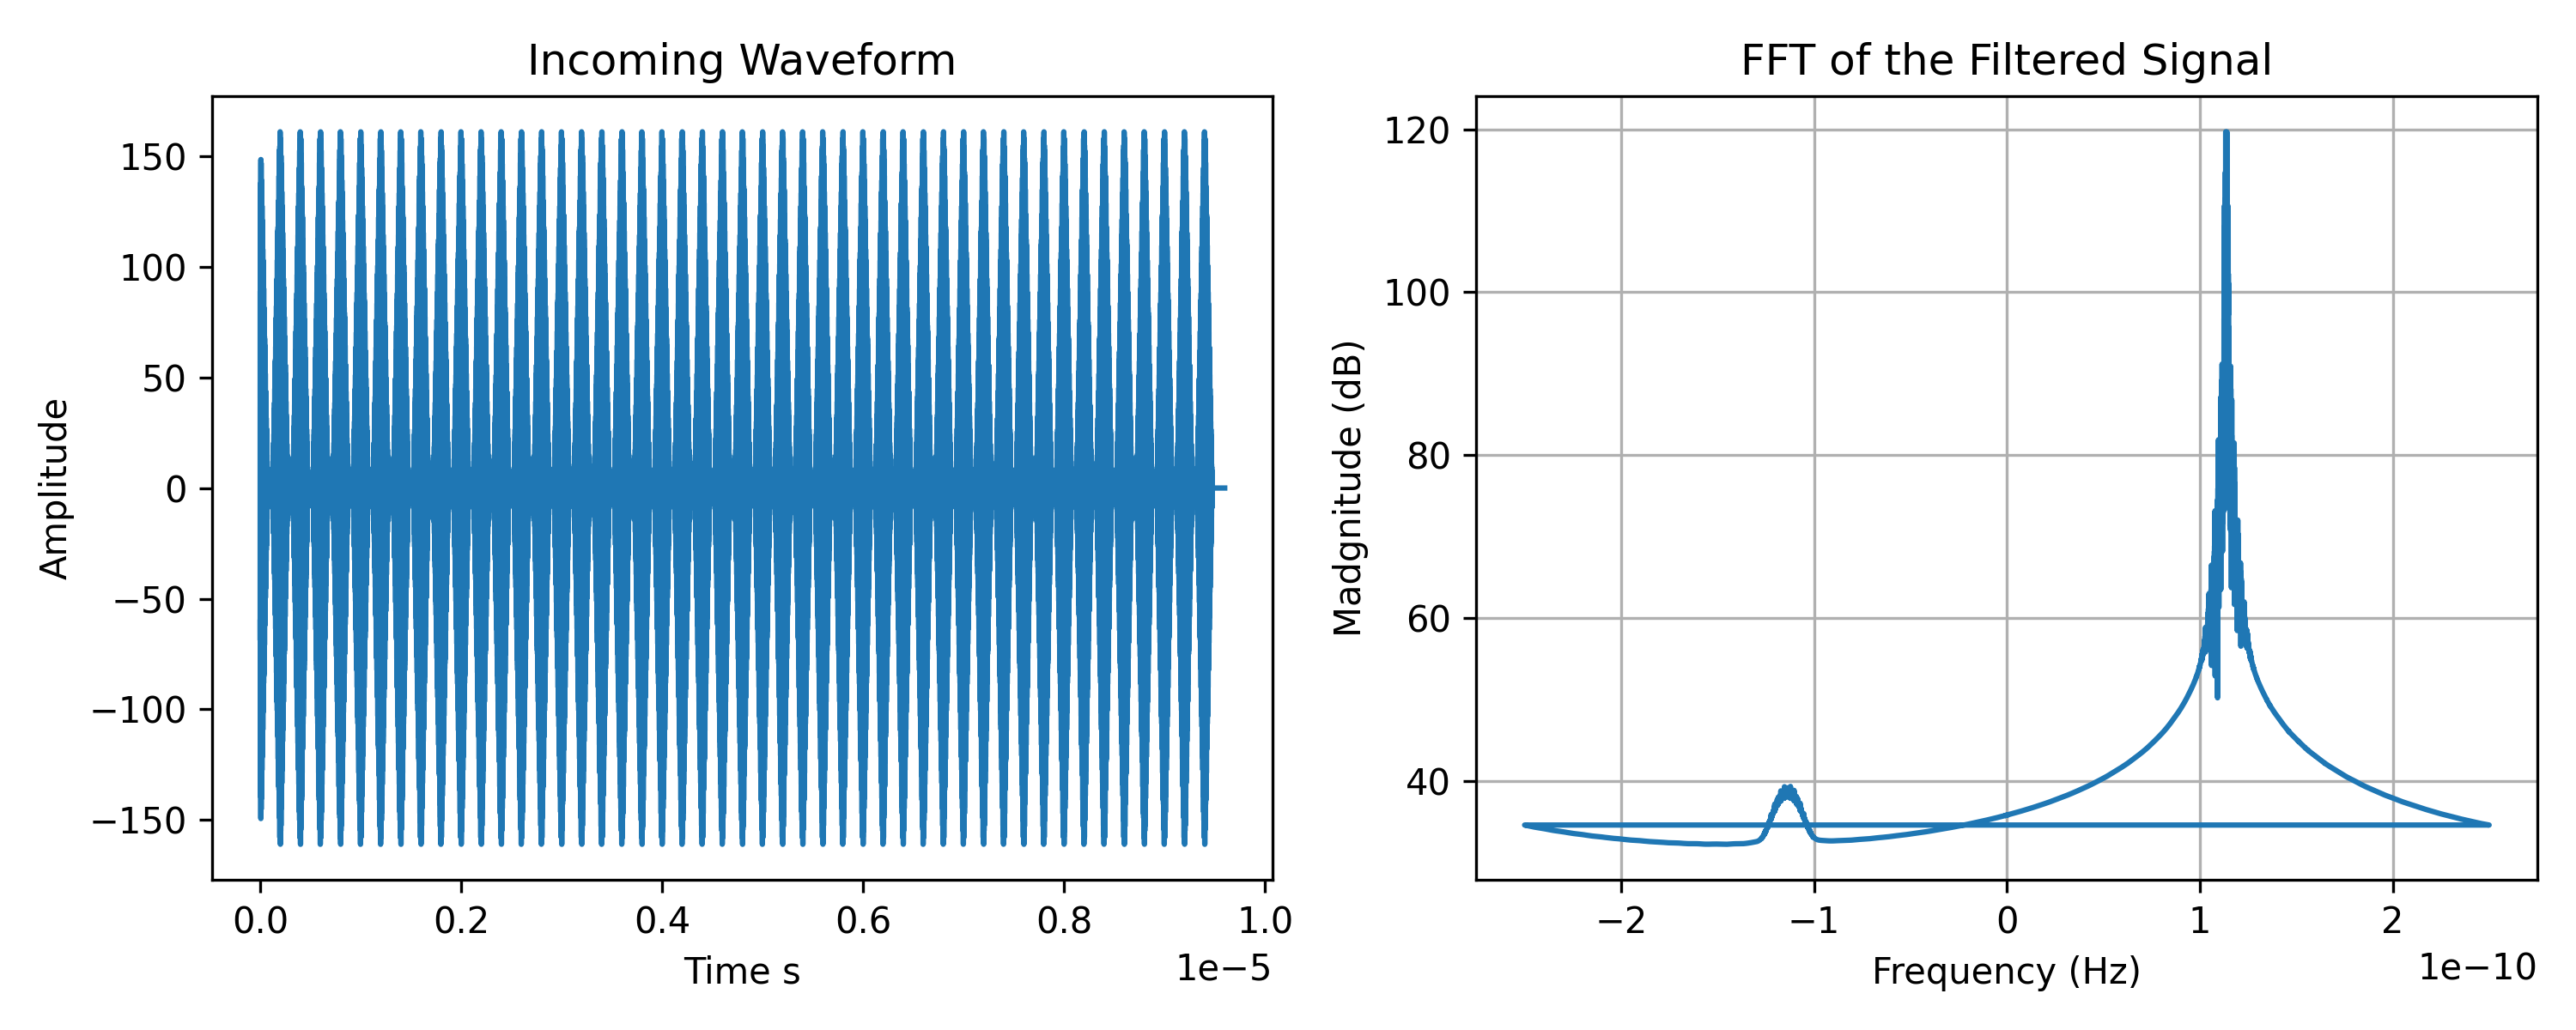 Incoming Waveform
150
100
50
0
−50
−100
−150
Amplitude
0.0 0.2 0.4 0.6 0.8 1.0
Time s
1e−5
FFT of the Filtered Signal
120
100
80
60
40
Madgnitude (dB)
−2 −1 0 1 2
Frequency (Hz)
1e−10